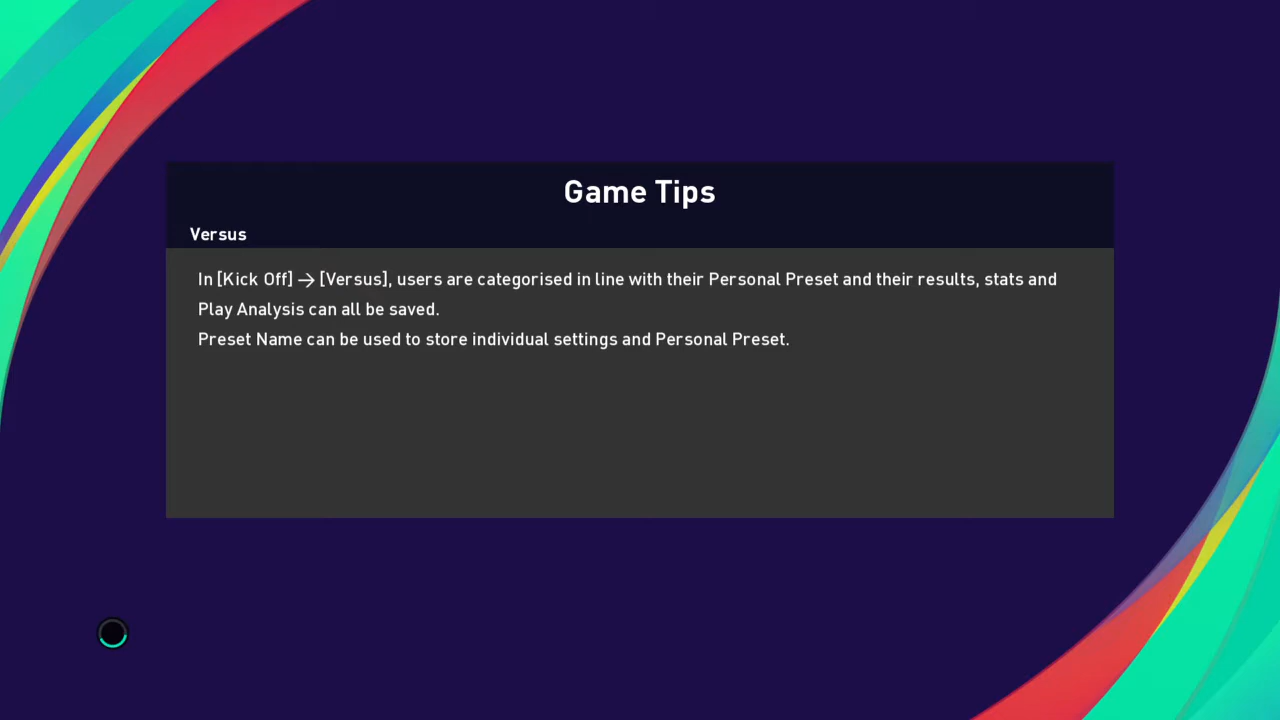 Game Tips
Versus
In [Kick Off] → [Versus], users are categorised in line with their Personal Preset and their results, stats and
Play Analysis can all be saved.
Preset Name can be used to store individual settings and Personal Preset.